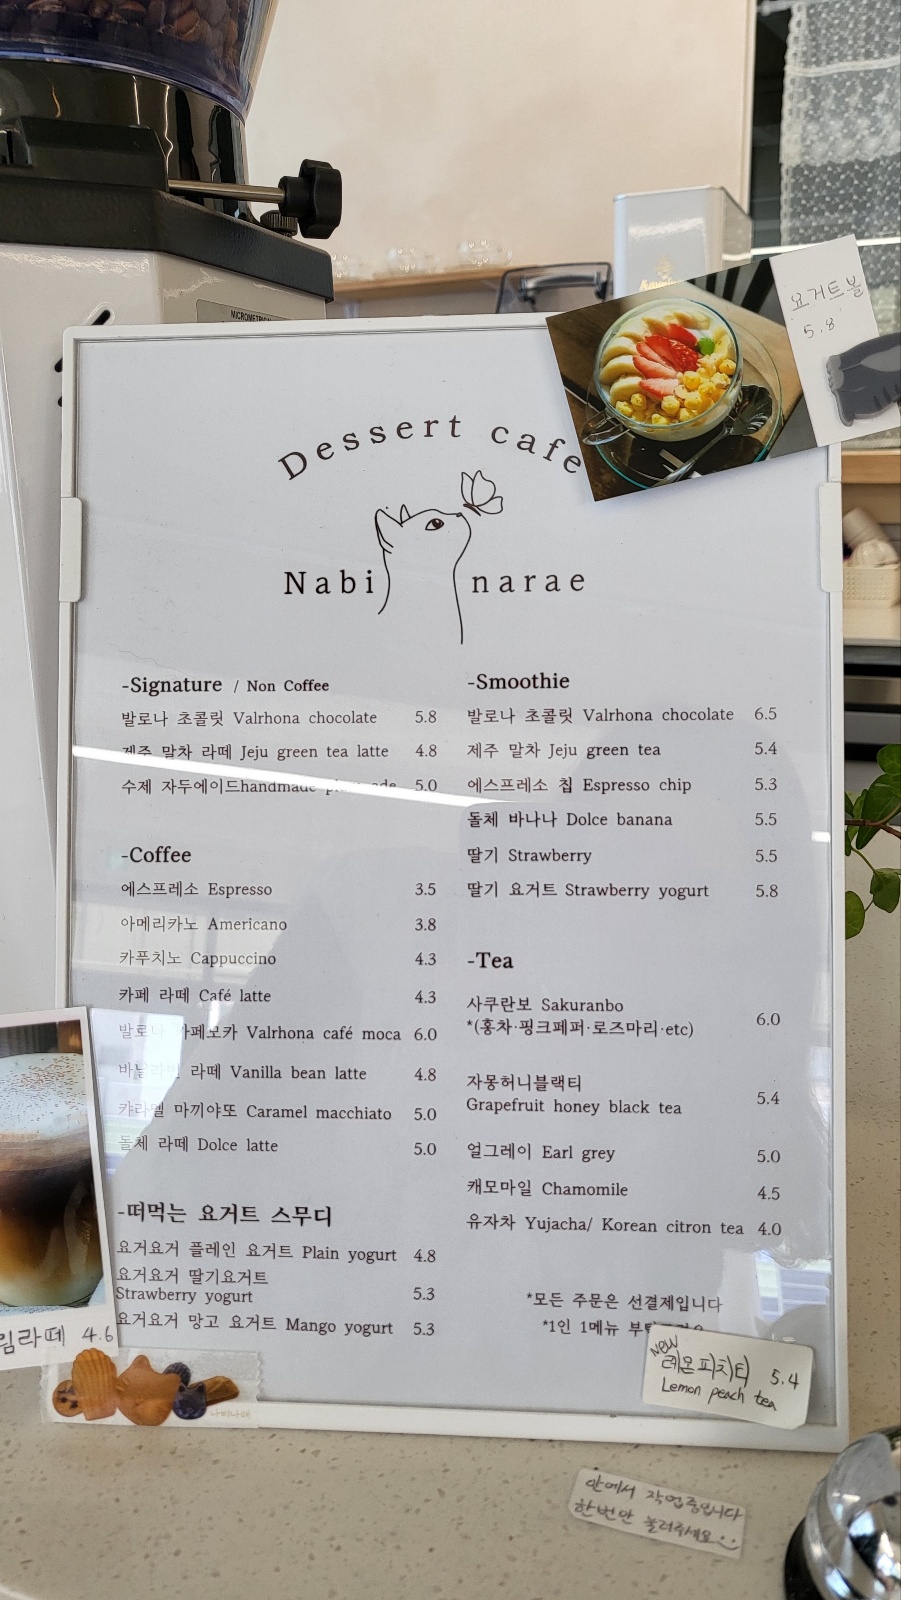 MICROMETRIC
요거트볼
5.8
Dessert cafe
Nabi narae
-Signature / Non Coffee
발로나 초콜릿 Valrhona chocolate 5.8
제주 말차 라떼 Jeju green tea latte 4.8
수제 자두에이드handmade 5.0
-Coffee
에스프레소 Espresso 3.5
아메리카노 Americano 3.8
카푸치노 Cappuccino 4.3
카페 라떼 Café latte 4.3
발로나 카페모카 Valrhona café moca 6.0
바닐라빈 라떼 Vanilla bean latte 4.8
카라멜 마끼야또 Caramel macchiato 5.0
돌체 라떼 Dolce latte 5.0
-떠먹는 요거트 스무디
요거요거 플레인 요거트 Plain yogurt 4.8
요거요거 딸기요거트
Strawberry yogurt 5.3
요거요거 망고 요거트 Mango yogurt 5.3
-Smoothie
발로나 초콜릿 Valrhona chocolate 6.5
제주 말차 Jeju green tea 5.4
에스프레소 칩 Espresso chip 5.3
돌체 바나나 Dolce banana 5.5
딸기 Strawberry 5.5
딸기 요거트 Strawberry yogurt 5.8
-Tea
사쿠란보 Sakuranbo
*(홍차·핑크페퍼·로즈마리·etc) 6.0
자몽허니블랙티
Grapefruit honey black tea 5.4
얼그레이 Earl grey 5.0
캐모마일 Chamomile 4.5
유자차 Yujacha/ Korean citron tea 4.0
*모든 주문은 선결제입니다
*1인 1메뉴
NEW
레몬피치티 5.4
Lemon peach tea
림라떼 4.6
나비나래
안에서 작업중입니다
한번만 불러주세요